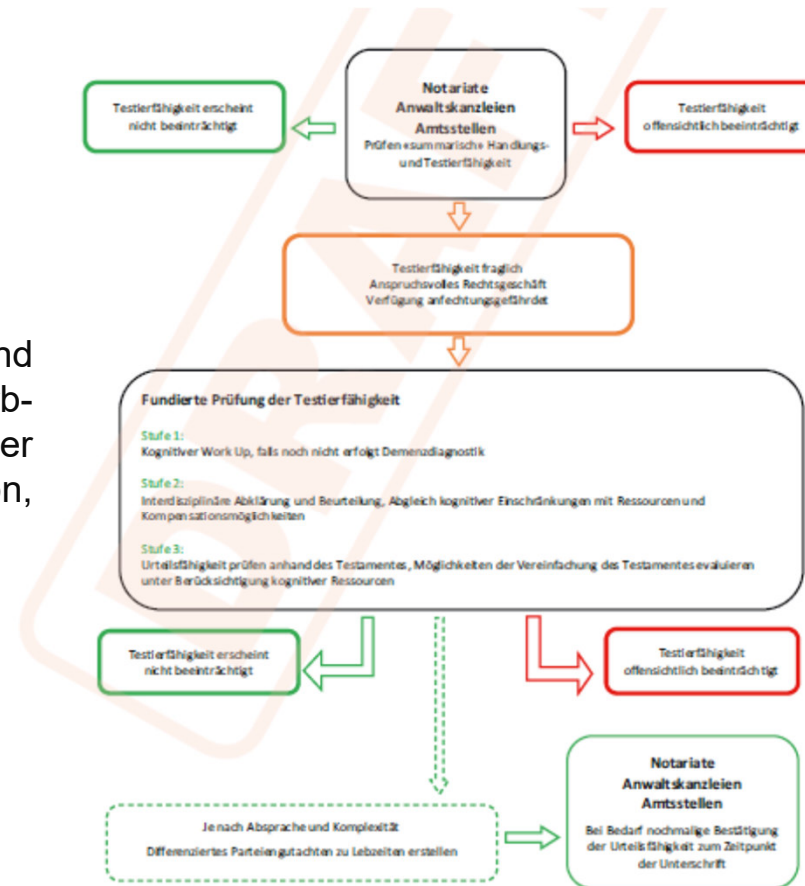 Testierfähigkeit erscheint
nicht beeinträchtigt
Notariate
Anwaltskanzleien
Amtsstellen
Prüfen «summarisch» Handlungs-
und Testierfähigkeit
Testierfähigkeit
offensichtlich beeinträchtigt
Testierfähigkeit fraglich
Anspruchsvolles Rechtsgeschäft
Verfügung anfechtungsgefährdet
nd
b-
er
on,
Fundierte Prüfung der Testierfähigkeit
Stufe 1:
Kognitiver Work Up, falls noch nicht erfolgt Demenzdiagnostik
Stufe 2:
Interdisziplinäre Abklärung und Beurteilung, Abgleich kognitiver Einschränkungen mit Ressourcen und
Kompensationsmöglichkeiten
Stufe 3:
Urteilsfähigkeit prüfen anhand des Testamentes, Möglichkeiten der Vereinfachung des Testamentes evaluieren
unter Berücksichtigung kognitiver Ressourcen
Testierfähigkeit erscheint
nicht beeinträchtigt
Testierfähigkeit
offensichtlich beeinträchtigt
Je nach Absprache und Komplexität
Differenziertes Parteiengutachten zu Lebzeiten erstellen
Notariate
Anwaltskanzleien
Amtsstellen
Bei Bedarf nochmalige Bestätigung
der Urteilsfähigkeit zum Zeitpunkt
der Unterschrift
DRAF